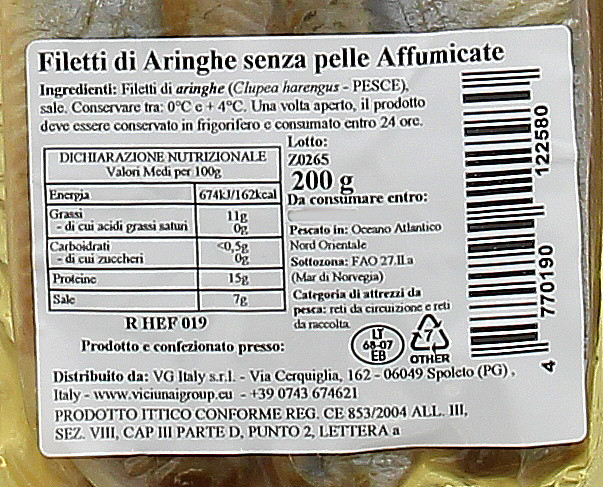 Filetti di Aringhe senza pelle Affumicate
Ingredienti: Filetti di aringhe (Clupea harengus - PESCE),
sale. Conservare tra: 0°C e + 4°C. Una volta aperto, il prodotto
deve essere conservato in frigorifero e consumato entro 24 ore.
DICHIARAZIONE NUTRIZIONALE
Valori Medi per 100g
Energia 674kJ/162kcal
Grassi 11g
- di cui acidi grassi saturi 0g
Carboidrati <0,5g
- di cui zuccheri 0g
Proteine 15g
Sale 7g
R HEF 019
Prodotto e confezionato presso:
Lotto:
Z0265
200 g
Da consumare entro:
Pescato in: Oceano Atlantico
Nord Orientale
Sottozona: FAO 27.II.a
(Mar di Norvegia)
Categoria di attrezzi da
pesca: reti da circuizione e reti
da raccolta.
LT
68-07
EB
7
OTHER
4 770190 122580
Distribuito da: VG Italy s.r.l. - Via Cerquiglia, 162 - 06049 Spoleto (PG),
Italy - www.viciunaigroup.eu - +39 0743 674621
PRODOTTO ITTICO CONFORME REG. CE 853/2004 ALL. III,
SEZ. VIII, CAP III PARTE D, PUNTO 2, LETTERA a